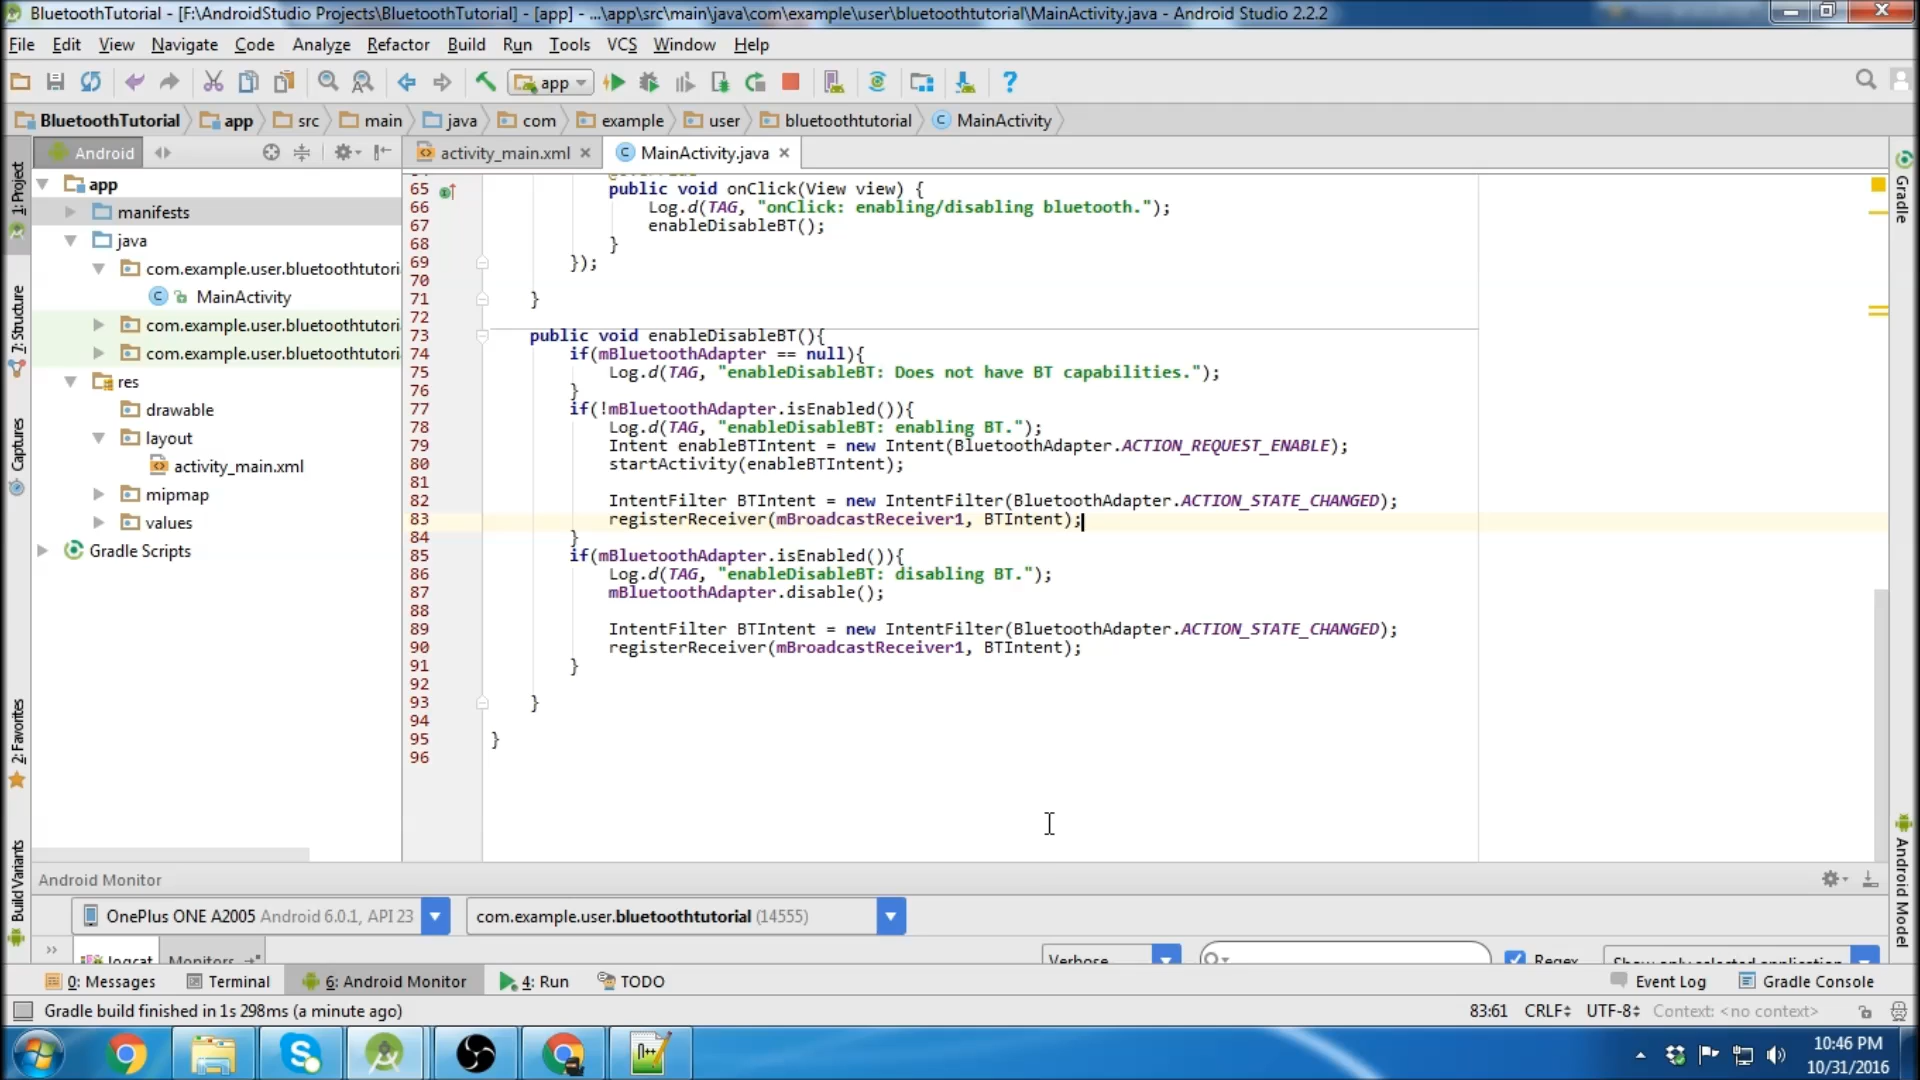 BluetoothTutorial - [F:\AndroidStudio Projects\BluetoothTutorial] - [app] - ...\app\src\main\java\com\example\user\bluetoothtutorial\MainActivity.java - Android Studio 2.2.2
File Edit View Navigate Code Analyze Refactor Build Run Tools VCS Window Help
app
BluetoothTutorial app src main java com example user bluetoothtutorial MainActivity
Android
activity_main.xml MainActivity.java
1: Project
7: Structure
Captures
2: Favorites
Build Variants
app
manifests
java
com.example.user.bluetoothtutori
MainActivity
com.example.user.bluetoothtutori
com.example.user.bluetoothtutori
res
drawable
layout
activity_main.xml
mipmap
values
Gradle Scripts
65 public void onClick(View view) {
66 Log.d(TAG, "onClick: enabling/disabling bluetooth.");
67 enableDisableBT();
68 }
69 });
70
71 }
72
73 public void enableDisableBT(){
74 if(mBluetoothAdapter == null){
75 Log.d(TAG, "enableDisableBT: Does not have BT capabilities.");
76 }
77 if(!mBluetoothAdapter.isEnabled()){
78 Log.d(TAG, "enableDisableBT: enabling BT.");
79 Intent enableBTIntent = new Intent(BluetoothAdapter.ACTION_REQUEST_ENABLE);
80 startActivity(enableBTIntent);
81
82 IntentFilter BTIntent = new IntentFilter(BluetoothAdapter.ACTION_STATE_CHANGED);
83 registerReceiver(mBroadcastReceiver1, BTIntent);
84 }
85 if(mBluetoothAdapter.isEnabled()){
86 Log.d(TAG, "enableDisableBT: disabling BT.");
87 mBluetoothAdapter.disable();
88
89 IntentFilter BTIntent = new IntentFilter(BluetoothAdapter.ACTION_STATE_CHANGED);
90 registerReceiver(mBroadcastReceiver1, BTIntent);
91 }
92
93 }
94
95 }
96
Gradle
Android Model
Android Monitor
OnePlus ONE A2005 Android 6.0.1, API 23 com.example.user.bluetoothtutorial (14555)
logcat Monitors Verbose Regex Show only selected application
0: Messages Terminal 6: Android Monitor 4: Run TODO Event Log Gradle Console
Gradle build finished in 1s 298ms (a minute ago) 83:61 CRLF UTF-8 Context: <no context>
10:46 PM
10/31/2016